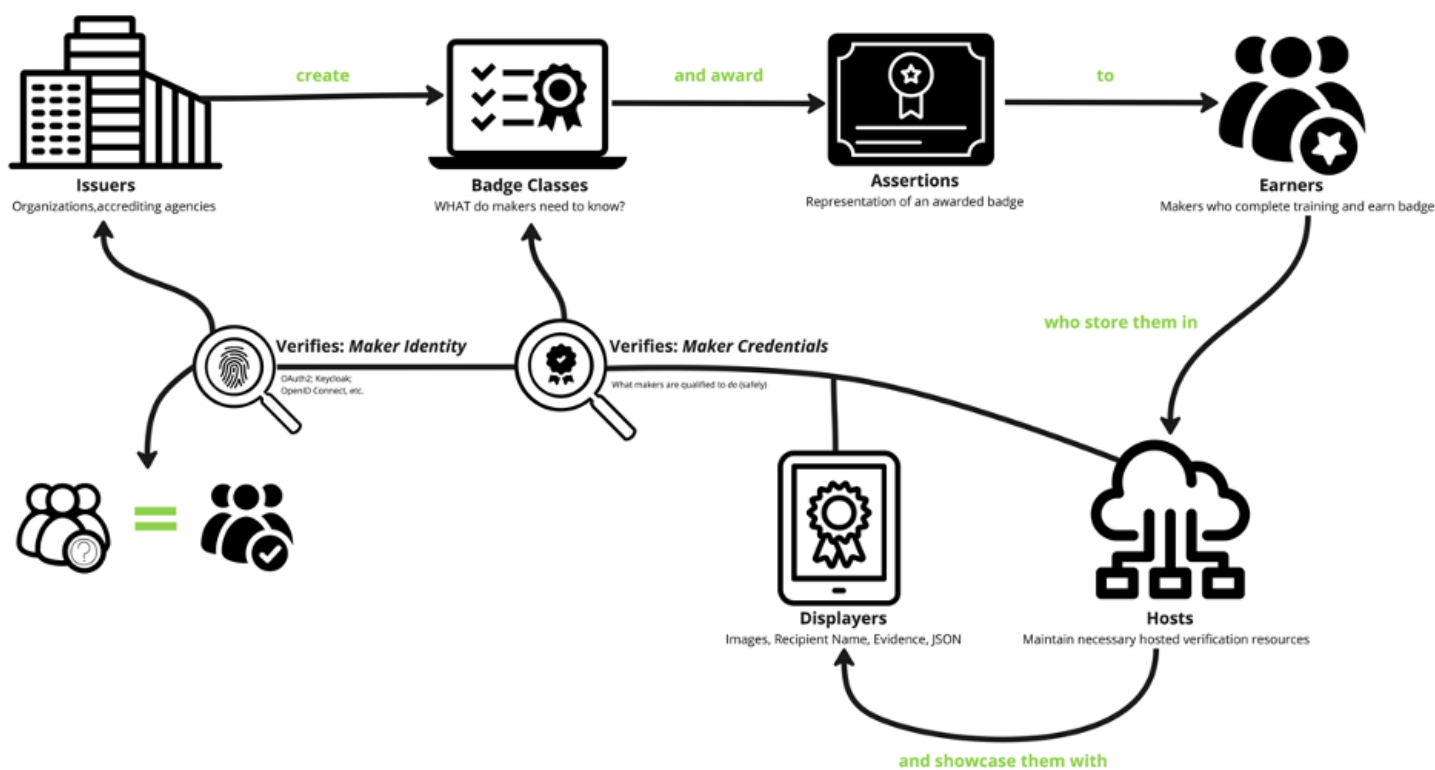 create
and award
to
Issuers
Organizations,accrediting agencies
Badge Classes
WHAT do makers need to know?
Assertions
Representation of an awarded badge
Earners
Makers who complete training and earn badge
who store them in
Verifies: Maker Identity
OAuth2; Keycloak;
OpenID Connect, etc.
Verifies: Maker Credentials
What makers are qualified to do (safely)
?
=
Displayers
Images, Recipient Name, Evidence, JSON
Hosts
Maintain necessary hosted verification resources
and showcase them with